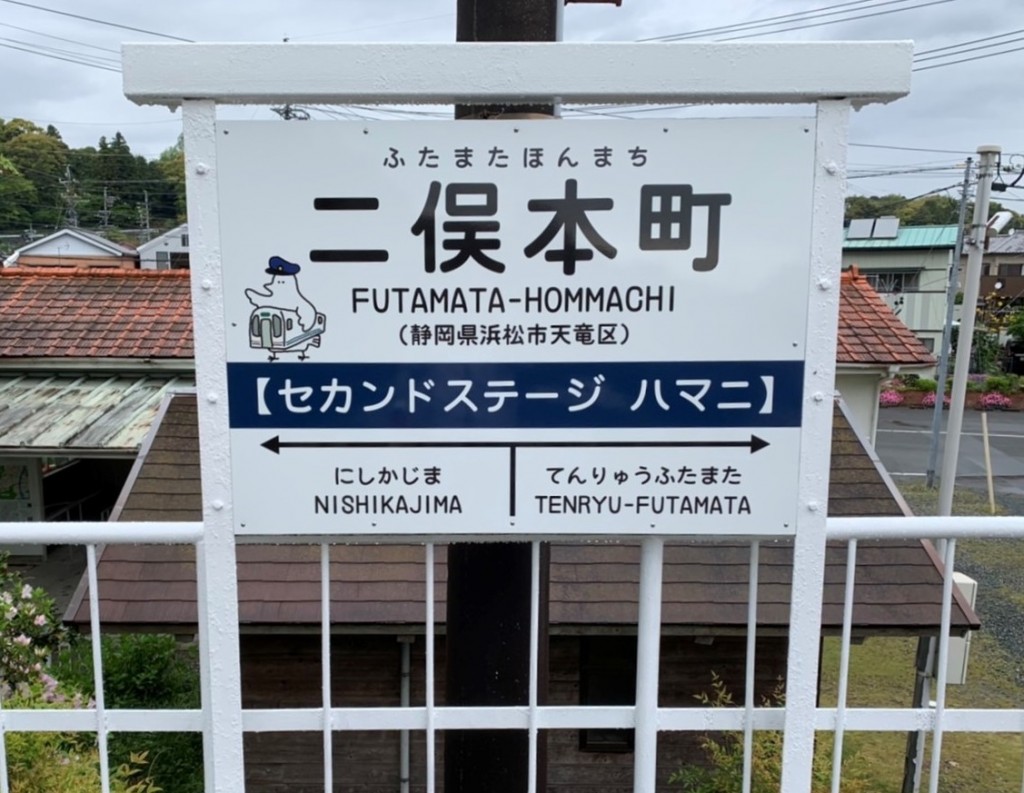 ふたまたほんまち
二俣本町
FUTAMATA-HOMMACHI
(静岡県浜松市天竜区)
【セカンドステージ ハマニ】
にしかじま
NISHIKAJIMA
てんりゅうふたまた
TENRYU-FUTAMATA